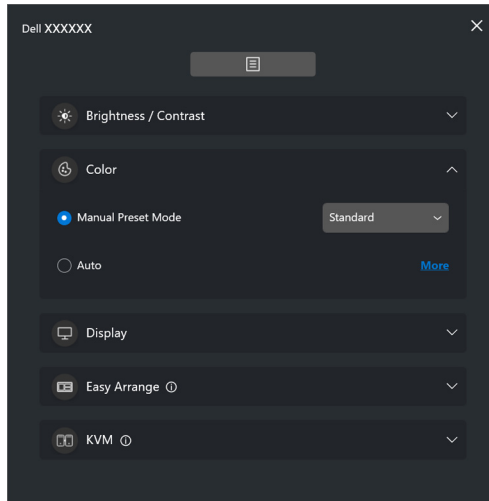 Dell XXXXXX
Brightness / Contrast
Color
Manual Preset Mode Standard
Auto More
Display
Easy Arrange
KVM